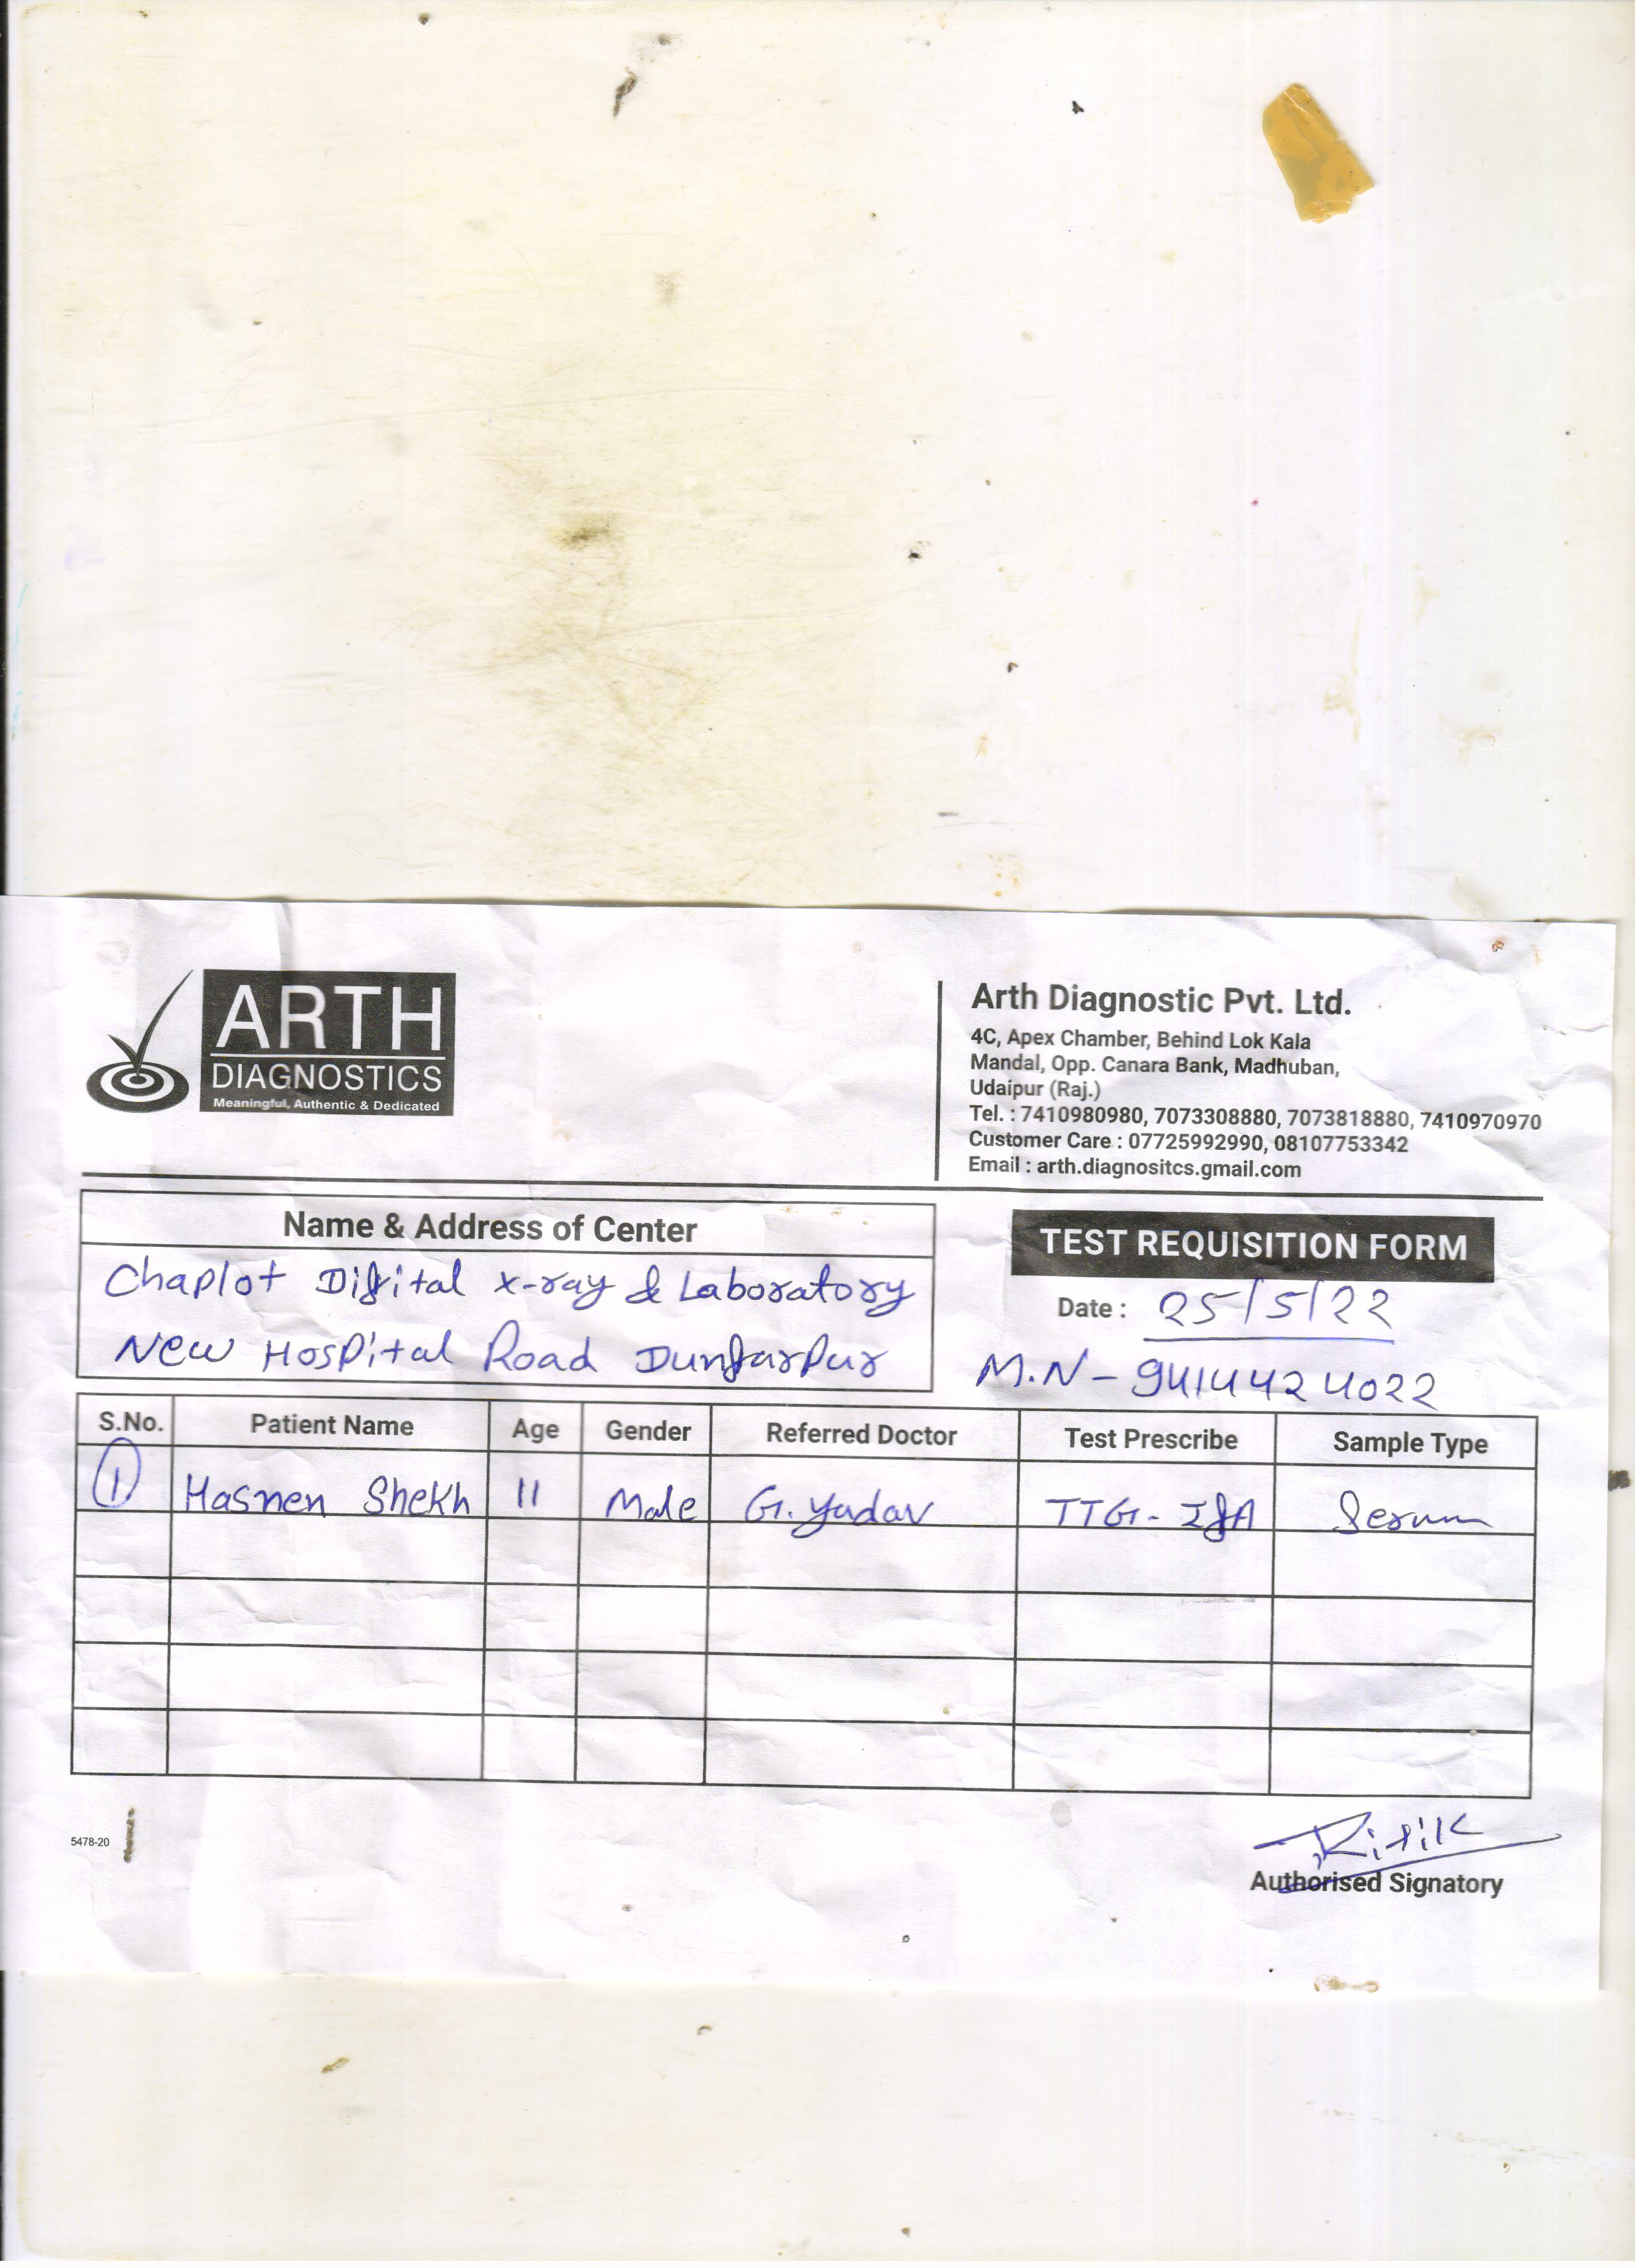 ARTH
DIAGNOSTICS
Meaningful, Authentic & Dedicated
Arth Diagnostic Pvt. Ltd.
4C, Apex Chamber, Behind Lok Kala
Mandal, Opp. Canara Bank, Madhuban,
Udaipur (Raj.)
Tel. : 7410980980, 7073308880, 7073818880, 7410970970
Customer Care : 07725992990, 08107753342
Email : arth.diagnositcs.gmail.com
Name & Address of Center
Chaplot Digital x-ray & Laboratory
New Hospital Road Dungarpur
TEST REQUISITION FORM
Date : 25/5/22
M.N - 9414424022
S.No. Patient Name Age Gender Referred Doctor Test Prescribe Sample Type
1 Hasnen Shekh 11 Male G. Yadav TTG - IgA Serum
5478-20
Authorised Signatory